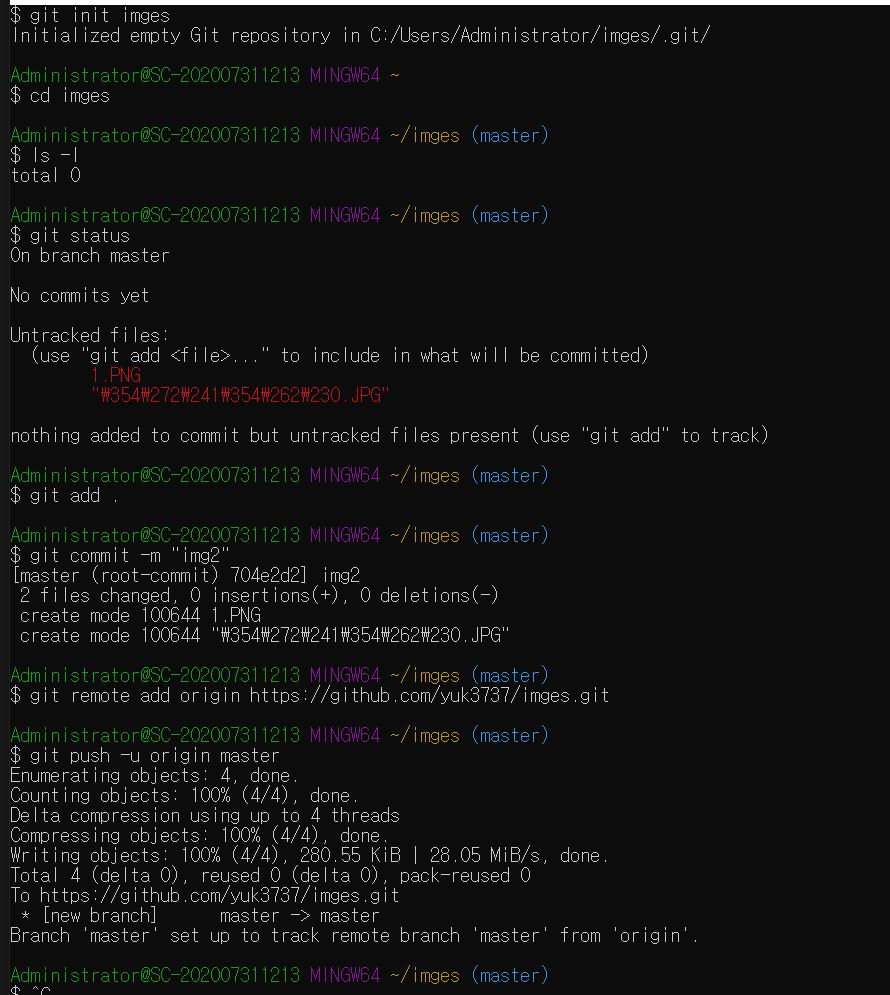 $ git init imges
Initialized empty Git repository in C:/Users/Administrator/imges/.git/
Administrator@SC-202007311213 MINGW64 ~
$ cd imges
Administrator@SC-202007311213 MINGW64 ~/imges (master)
$ ls -l
total 0
Administrator@SC-202007311213 MINGW64 ~/imges (master)
$ git status
On branch master
No commits yet
Untracked files:
(use "git add <file>..." to include in what will be committed)
1.PNG
"₩354₩272₩241₩354₩262₩230.JPG"
nothing added to commit but untracked files present (use "git add" to track)
Administrator@SC-202007311213 MINGW64 ~/imges (master)
$ git add .
Administrator@SC-202007311213 MINGW64 ~/imges (master)
$ git commit -m "img2"
[master (root-commit) 704e2d2] img2
2 files changed, 0 insertions(+), 0 deletions(-)
create mode 100644 1.PNG
create mode 100644 "₩354₩272₩241₩354₩262₩230.JPG"
Administrator@SC-202007311213 MINGW64 ~/imges (master)
$ git remote add origin https://github.com/yuk3737/imges.git
Administrator@SC-202007311213 MINGW64 ~/imges (master)
$ git push -u origin master
Enumerating objects: 4, done.
Counting objects: 100% (4/4), done.
Delta compression using up to 4 threads
Compressing objects: 100% (4/4), done.
Writing objects: 100% (4/4), 280.55 KiB | 28.05 MiB/s, done.
Total 4 (delta 0), reused 0 (delta 0), pack-reused 0
To https://github.com/yuk3737/imges.git
* [new branch] master -> master
Branch 'master' set up to track remote branch 'master' from 'origin'.
Administrator@SC-202007311213 MINGW64 ~/imges (master)
$ ^C